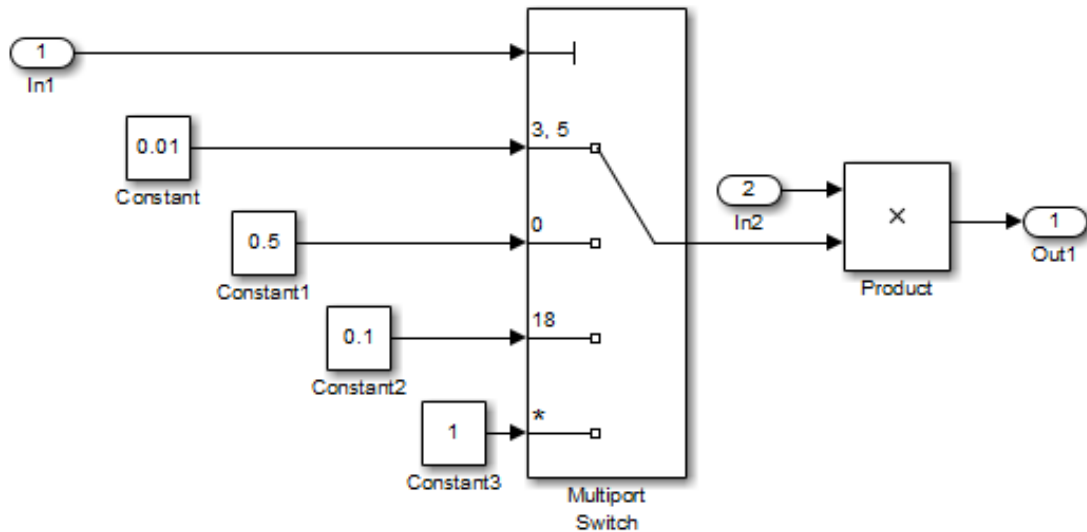 1
In1
3, 5
0.01
Constant
2
In2
×
1
Out1
Product
0
0.5
Constant1
18
0.1
Constant2
*
1
Constant3
Multiport
Switch